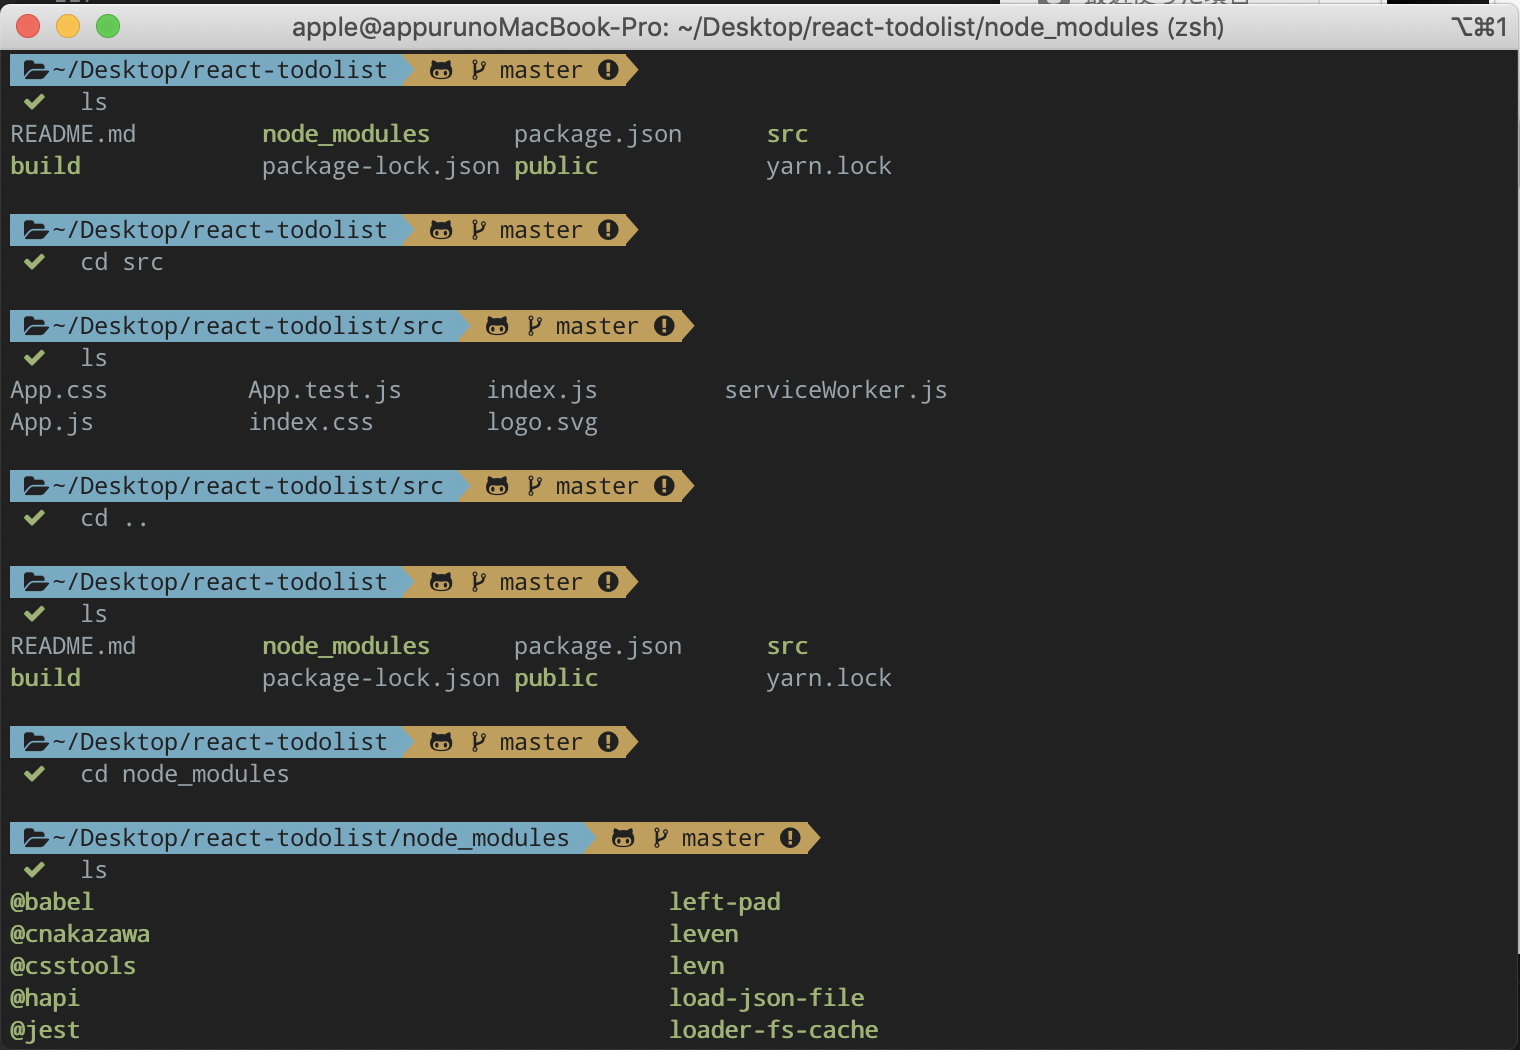 apple@appurunoMacBook-Pro: ~/Desktop/react-todolist/node_modules (zsh)
⌥⌘1
~/Desktop/react-todolist master
ls
README.md node_modules package.json src
build package-lock.json public yarn.lock
~/Desktop/react-todolist master
cd src
~/Desktop/react-todolist/src master
ls
App.css App.test.js index.js serviceWorker.js
App.js index.css logo.svg
~/Desktop/react-todolist/src master
cd ..
~/Desktop/react-todolist master
ls
README.md node_modules package.json src
build package-lock.json public yarn.lock
~/Desktop/react-todolist master
cd node_modules
~/Desktop/react-todolist/node_modules master
ls
@babel left-pad
@cnakazawa leven
@csstools levn
@hapi load-json-file
@jest loader-fs-cache